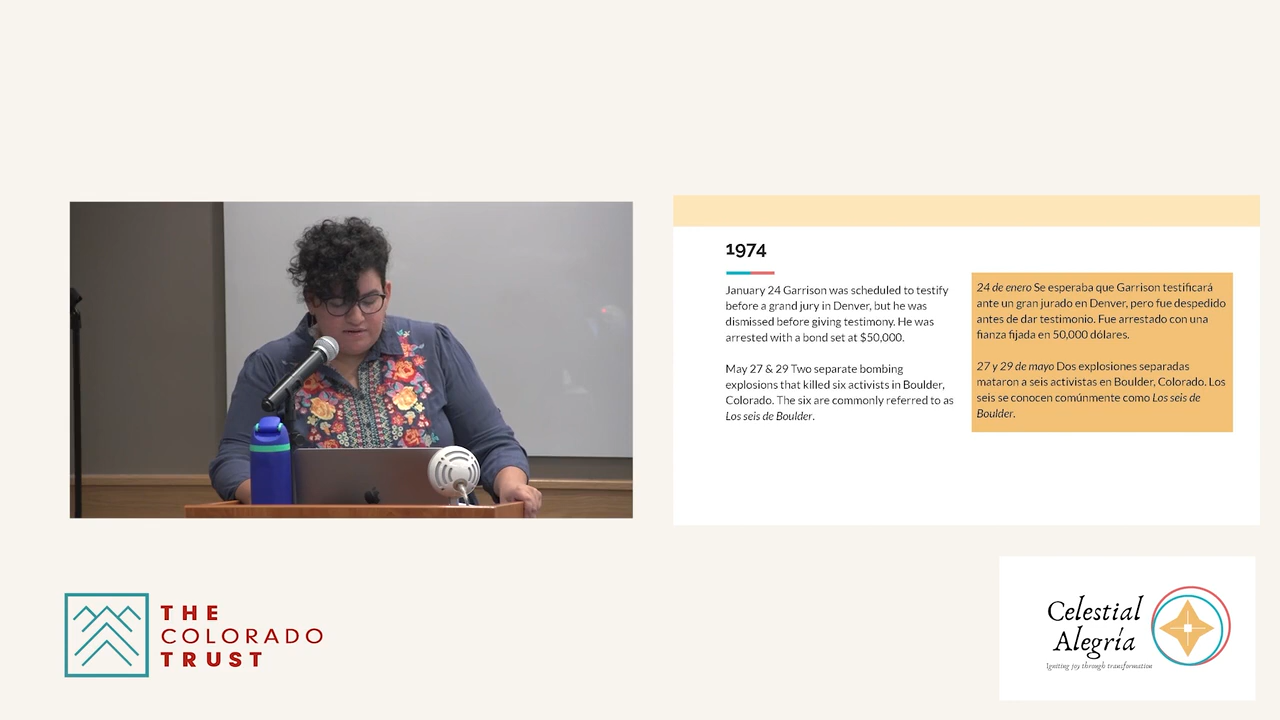 1974
January 24 Garrison was scheduled to testify
before a grand jury in Denver, but he was
dismissed before giving testimony. He was
arrested with a bond set at $50,000.
May 27 & 29 Two separate bombing
explosions that killed six activists in Boulder,
Colorado. The six are commonly referred to as
Los seis de Boulder.
24 de enero Se esperaba que Garrison testificará
ante un gran jurado en Denver, pero fue despedido
antes de dar testimonio. Fue arrestado con una
fianza fijada en 50,000 dólares.
27 y 29 de mayo Dos explosiones separadas
mataron a seis activistas en Boulder, Colorado. Los
seis se conocen comúnmente como Los seis de
Boulder.
THE
COLORADO
TRUST
Celestial
Alegría
Igniting joy through transformation